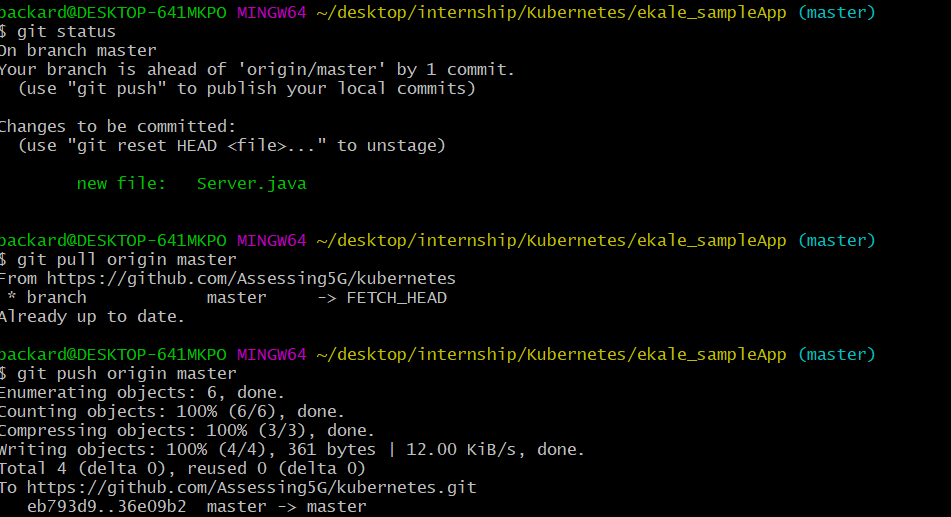 packard@DESKTOP-641MKPO MINGW64 ~/desktop/internship/Kubernetes/ekale_sampleApp (master)
$ git status
On branch master
Your branch is ahead of 'origin/master' by 1 commit.
  (use "git push" to publish your local commits)
Changes to be committed:
  (use "git reset HEAD <file>..." to unstage)
        new file:   Server.java
packard@DESKTOP-641MKPO MINGW64 ~/desktop/internship/Kubernetes/ekale_sampleApp (master)
$ git pull origin master
From https://github.com/Assessing5G/kubernetes
 * branch            master     -> FETCH_HEAD
Already up to date.
packard@DESKTOP-641MKPO MINGW64 ~/desktop/internship/Kubernetes/ekale_sampleApp (master)
$ git push origin master
Enumerating objects: 6, done.
Counting objects: 100% (6/6), done.
Compressing objects: 100% (3/3), done.
Writing objects: 100% (4/4), 361 bytes | 12.00 KiB/s, done.
Total 4 (delta 0), reused 0 (delta 0)
To https://github.com/Assessing5G/kubernetes.git
   eb793d9..36e09b2  master -> master